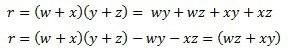 r = (w + x)(y + z) = wy + wz + xy + xz
r = (w + x)(y + z) − wy − xz = (wz + xy)